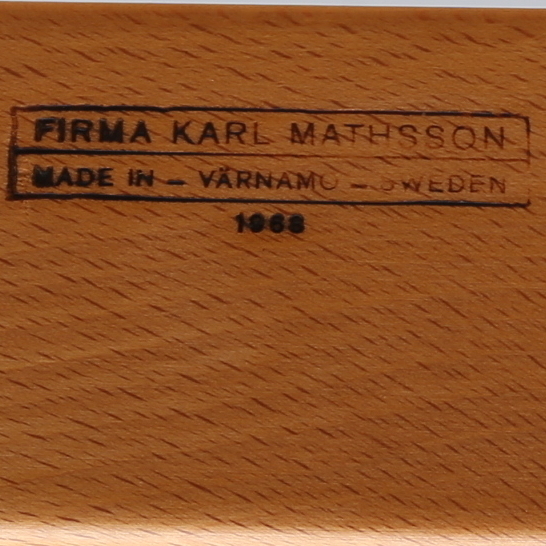 FIRMA KARL MATHSSON
MADE IN – VÄRNAMO – SWEDEN
1968